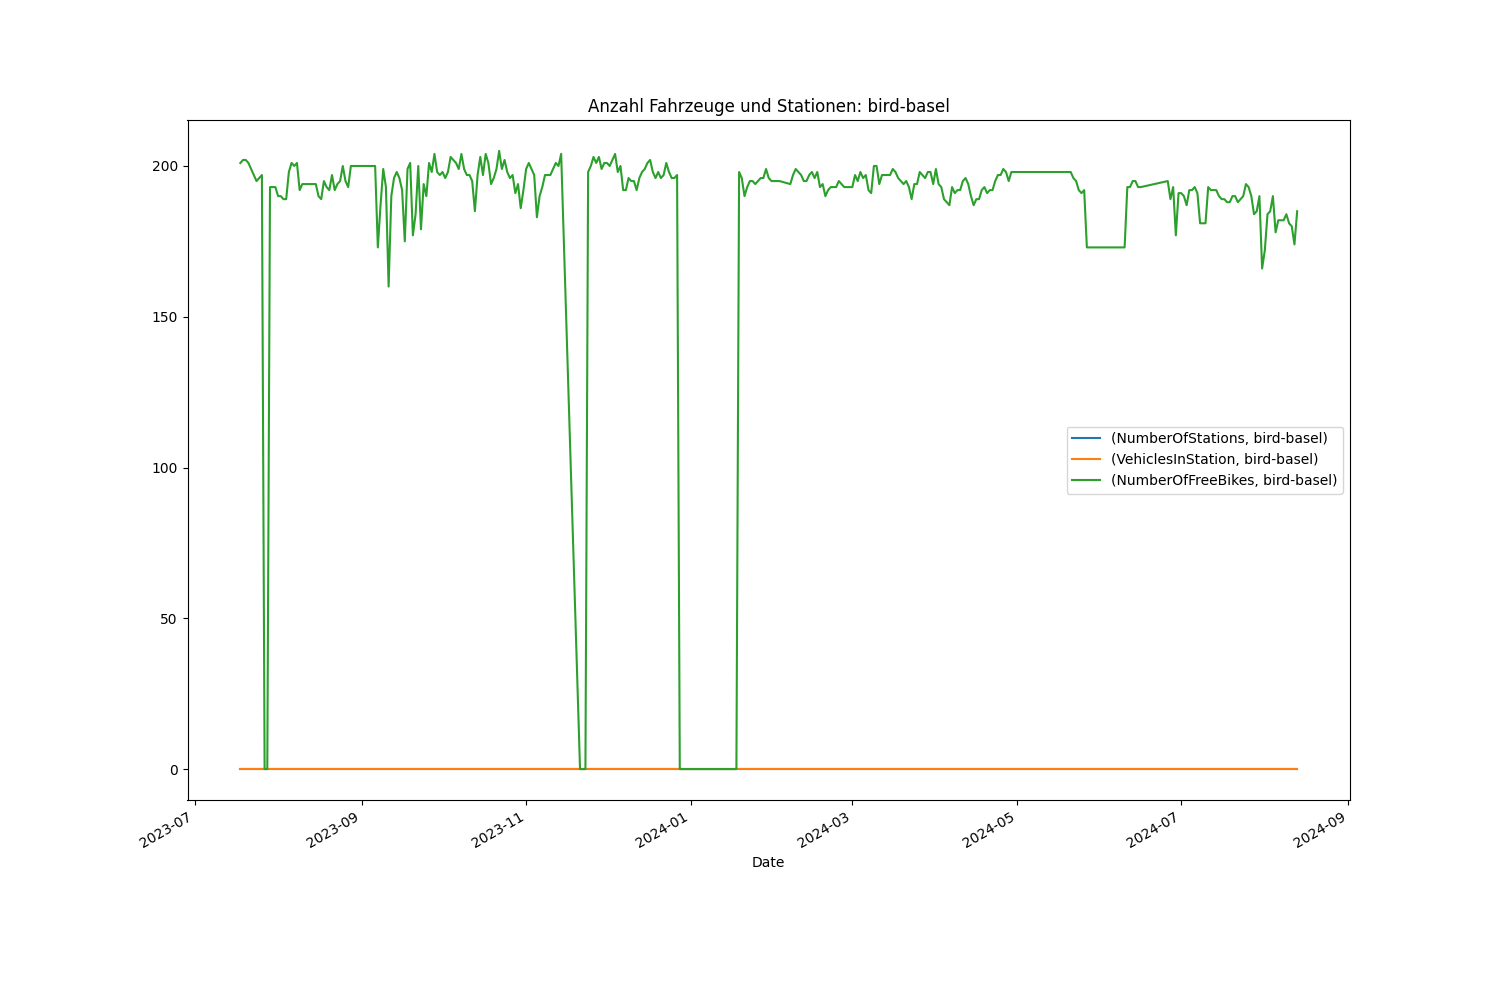 Anzahl Fahrzeuge und Stationen: bird-basel
200
150
100
50
0
(NumberOfStations, bird-basel)
(VehiclesInStation, bird-basel)
(NumberOfFreeBikes, bird-basel)
2023-07
2023-09
2023-11
2024-01
2024-03
2024-05
2024-07
2024-09
Date